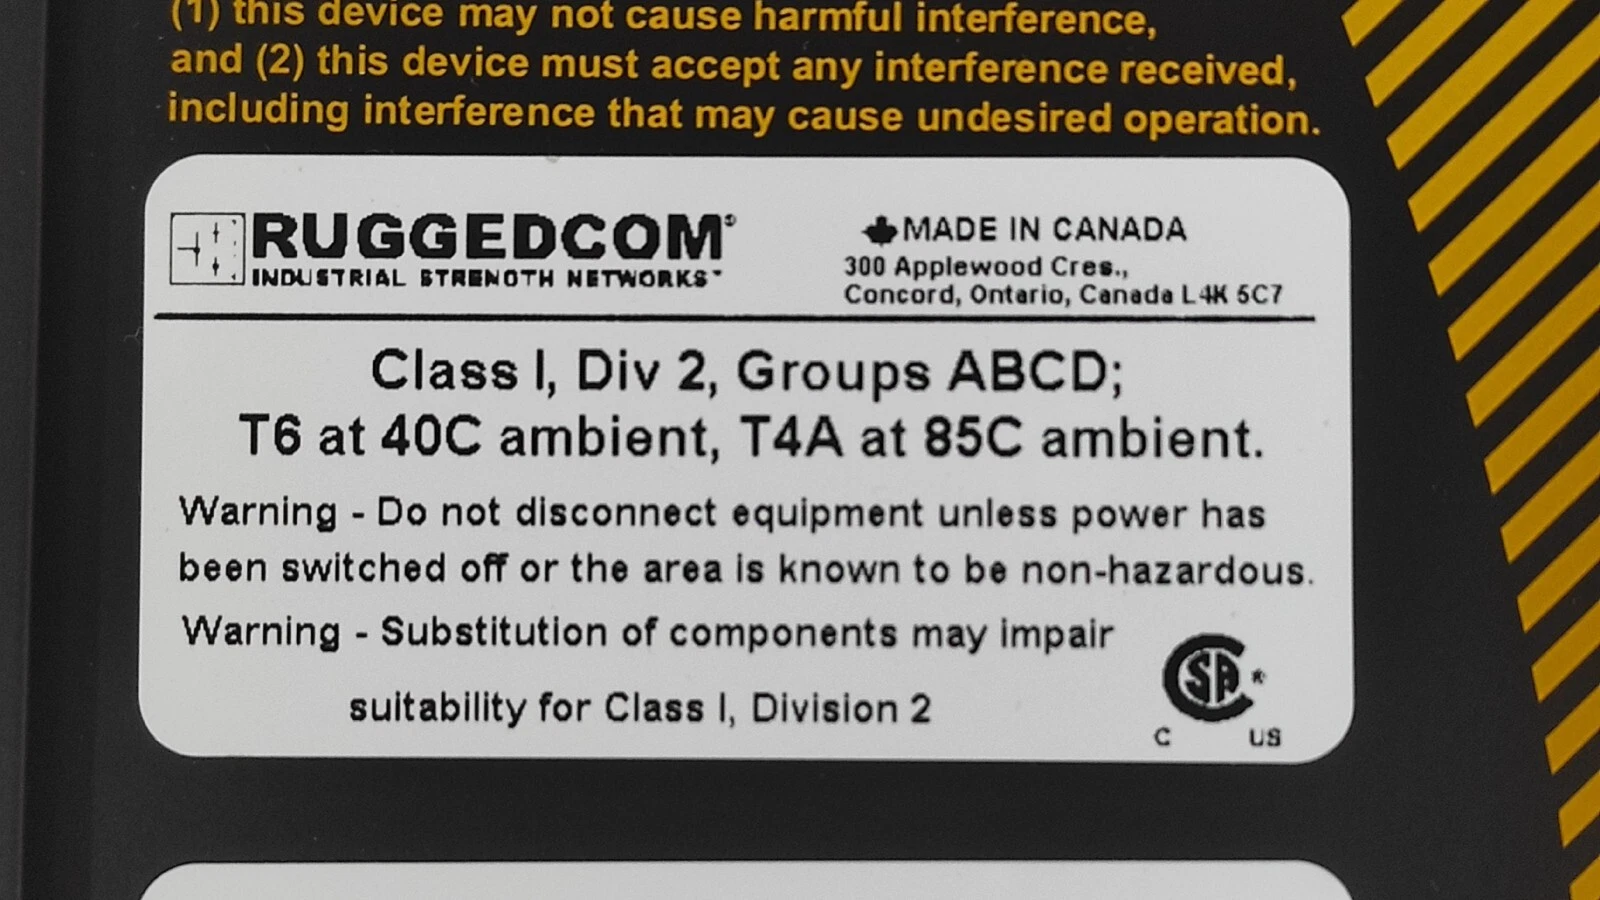 (1) this device may not cause harmful interference,
and (2) this device must accept any interference received,
including interference that may cause undesired operation.
RUGGEDCOM®
INDUSTRIAL STRENGTH NETWORKS™
MADE IN CANADA
300 Applewood Cres.,
Concord, Ontario, Canada L4K 5C7
Class I, Div 2, Groups ABCD;
T6 at 40C ambient, T4A at 85C ambient.
Warning - Do not disconnect equipment unless power has
been switched off or the area is known to be non-hazardous.
Warning - Substitution of components may impair
suitability for Class I, Division 2
CSA®
C US